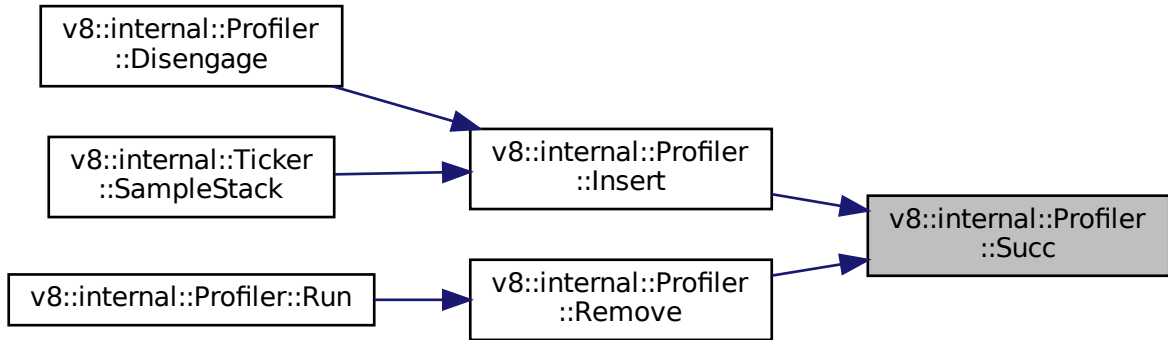 v8::internal::Profiler
::Disengage
v8::internal::Ticker
::SampleStack
v8::internal::Profiler::Run
v8::internal::Profiler
::Insert
v8::internal::Profiler
::Remove
v8::internal::Profiler
::Succ